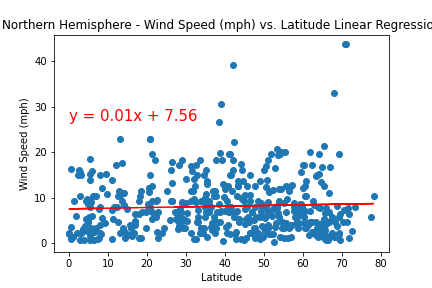 Northern Hemisphere - Wind Speed (mph) vs. Latitude Linear Regressio
y = 0.01x + 7.56
Wind Speed (mph)
40
30
20
10
0
0 10 20 30 40 50 60 70 80
Latitude